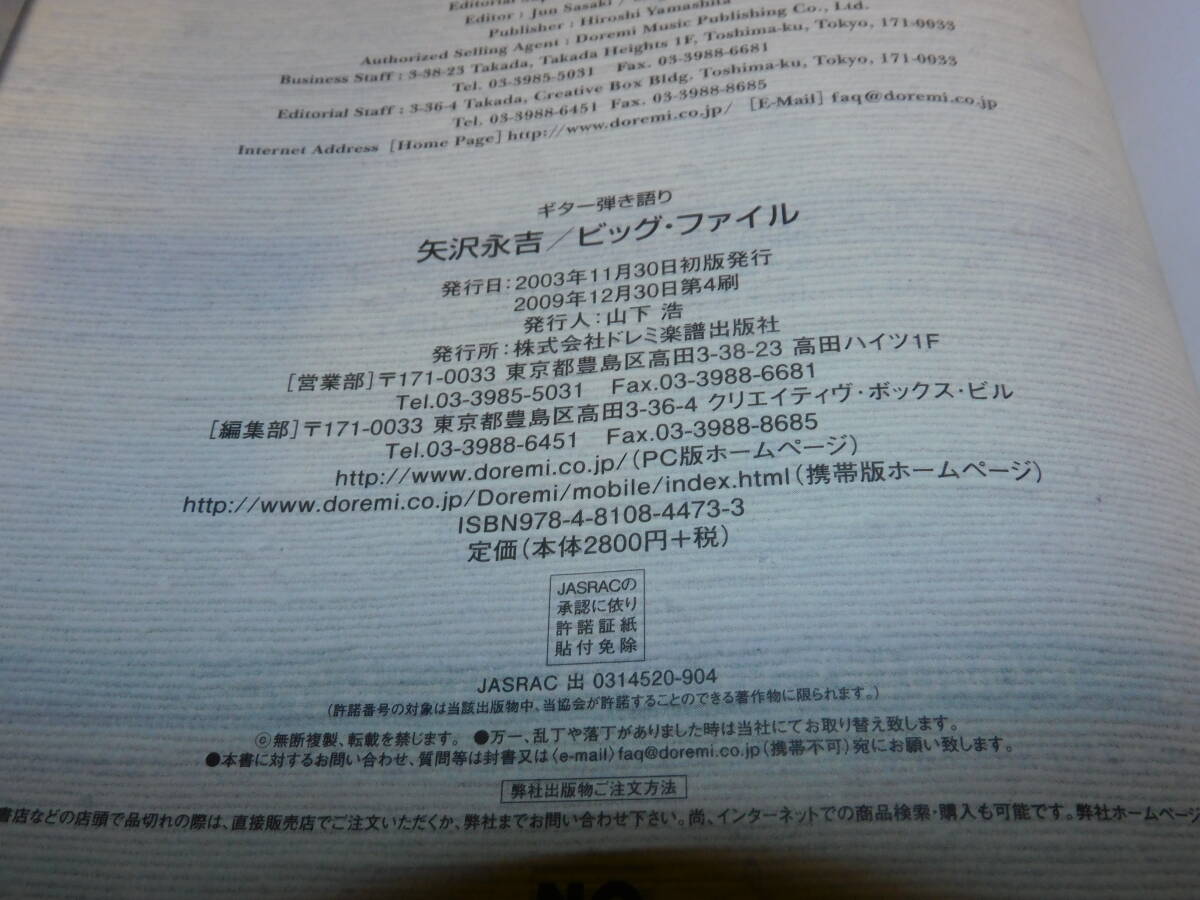 Editorial
Editor : Jun Sasaki /
Publisher : Hiroshi Yamashita
Authorized Selling Agent : Doremi Music Publishing Co., Ltd.
Business Staff : 3-38-23 Takada, Takada Heights 1F, Toshima-ku, Tokyo, 171-0033
Tel. 03-3985-5031 Fax. 03-3988-6681
Editorial Staff : 3-36-4 Takada, Creative Box Bldg. Toshima-ku, Tokyo, 171-0033
Tel. 03-3988-6451 Fax. 03-3988-8685
Internet Address [Home Page] http://www.doremi.co.jp/ [E-Mail] faq@doremi.co.jp
ギター弾き語り
矢沢永吉/ビッグ・ファイル
発行日:2003年11月30日初版発行
2009年12月30日第4刷
発行人:山下 浩
発行所:株式会社ドレミ楽譜出版社
[営業部]〒171-0033 東京都豊島区高田3-38-23 高田ハイツ1F
Tel.03-3985-5031 Fax.03-3988-6681
[編集部]〒171-0033 東京都豊島区高田3-36-4 クリエイティヴ・ボックス・ビル
Tel.03-3988-6451 Fax.03-3988-8685
http://www.doremi.co.jp/(PC版ホームページ)
http://www.doremi.co.jp/Doremi/mobile/index.html(携帯版ホームページ)
ISBN978-4-8108-4473-3
定価(本体2800円+税)
JASRACの
承認に依り
許諾証紙
貼付免除
JASRAC 出 0314520-904
(許諾番号の対象は当該出版物中、当協会が許諾することのできる著作物に限られます。)
©無断複製、転載を禁じます。 ●万一、乱丁や落丁がありました時は当社にてお取り替え致します。
●本書に対するお問い合わせ、質問等は封書又は〈e-mail〉faq@doremi.co.jp(携帯不可)宛にお願い致します。
弊社出版物ご注文方法
書店などの店頭で品切れの際は、直接販売店でご注文いただくか、弊社までお問い合わせ下さい。尚、インターネットでの商品検索・購入も可能です。弊社ホームページ
NO